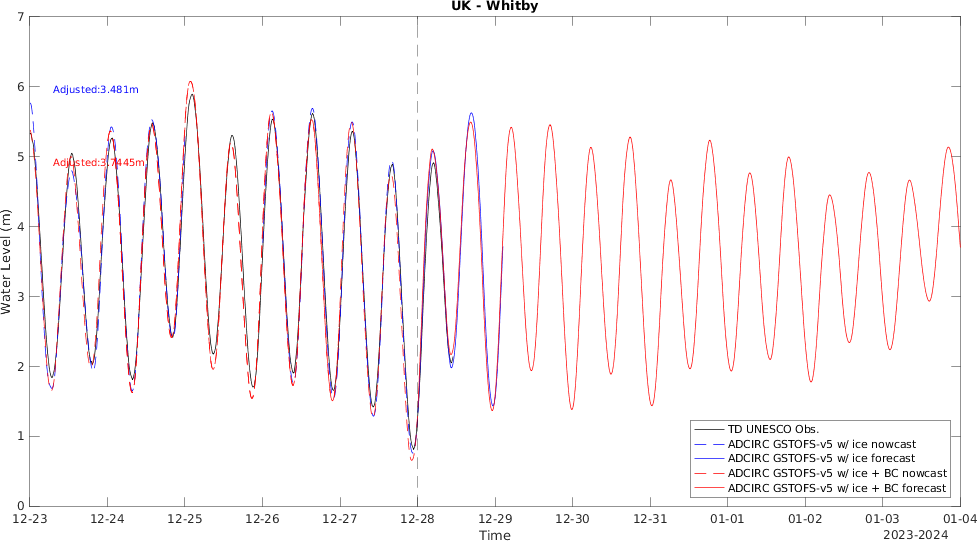 UK - Whitby
7
6
5
4
3
2
1
0
Water Level (m)
Adjusted:3.481m
Adjusted:3.7445m
TD UNESCO Obs.
ADCIRC GSTOFS-v5 w/ ice nowcast
ADCIRC GSTOFS-v5 w/ ice forecast
ADCIRC GSTOFS-v5 w/ ice + BC nowcast
ADCIRC GSTOFS-v5 w/ ice + BC forecast
12-23 12-24 12-25 12-26 12-27 12-28 12-29 12-30 12-31 01-01 01-02 01-03 01-04
Time
2023-2024